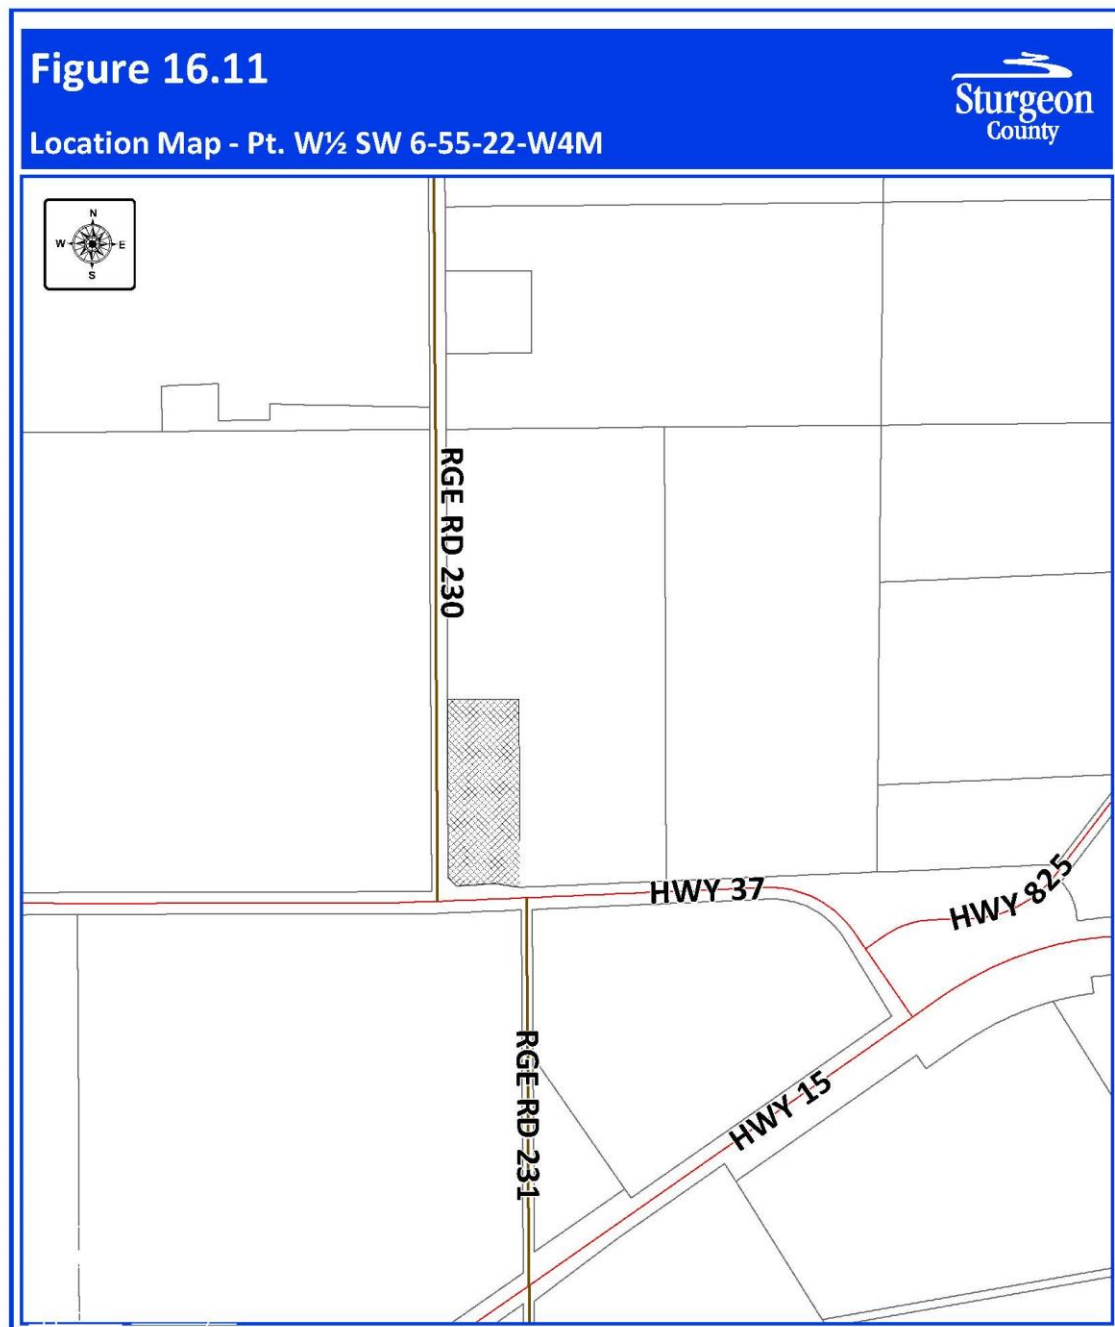 Figure 16.11
Location Map - Pt. W½ SW 6-55-22-W4M
Sturgeon
County
N
W
E
S
RGE RD 230
HWY 37
HWY 825
RGE RD 231
HWY 15